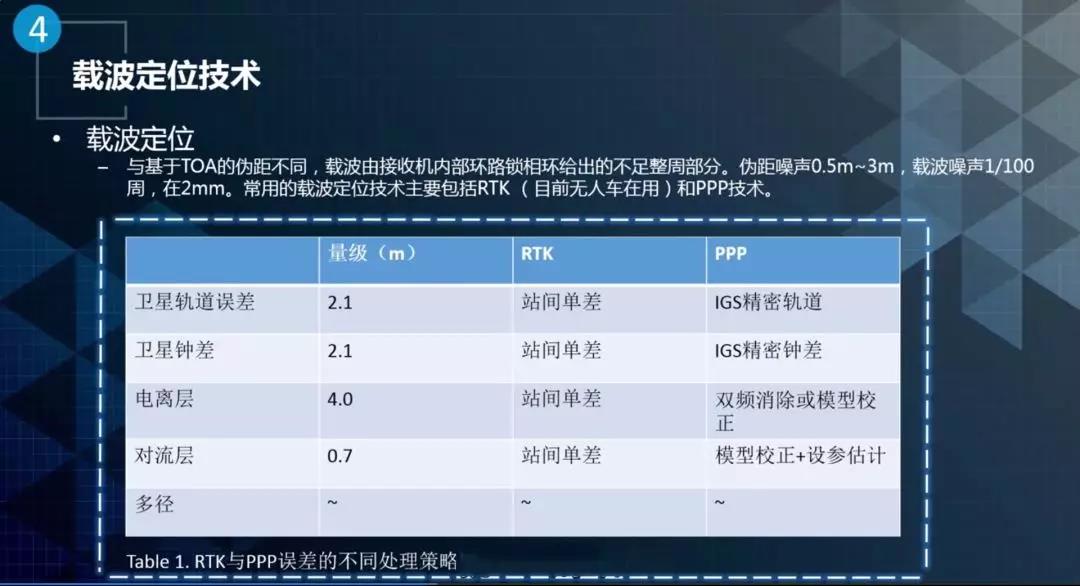 4
载波定位技术
• 载波定位
– 与基于TOA的伪距不同，载波由接收机内部环路锁相环给出的不足整周部分。伪距噪声0.5m~3m，载波噪声1/100
周，在2mm。常用的载波定位技术主要包括RTK （ 目前无人车在用 ) 和PPP技术。
量级（m） RTK PPP
卫星轨道误差 2.1 站间单差 IGS精密轨道
卫星钟差 2.1 站间单差 IGS精密钟差
电离层 4.0 站间单差 双频消除或模型校
正
对流层 0.7 站间单差 模型校正+设参估计
多径 ~ ~ ~
Table 1. RTK与PPP误差的不同处理策略